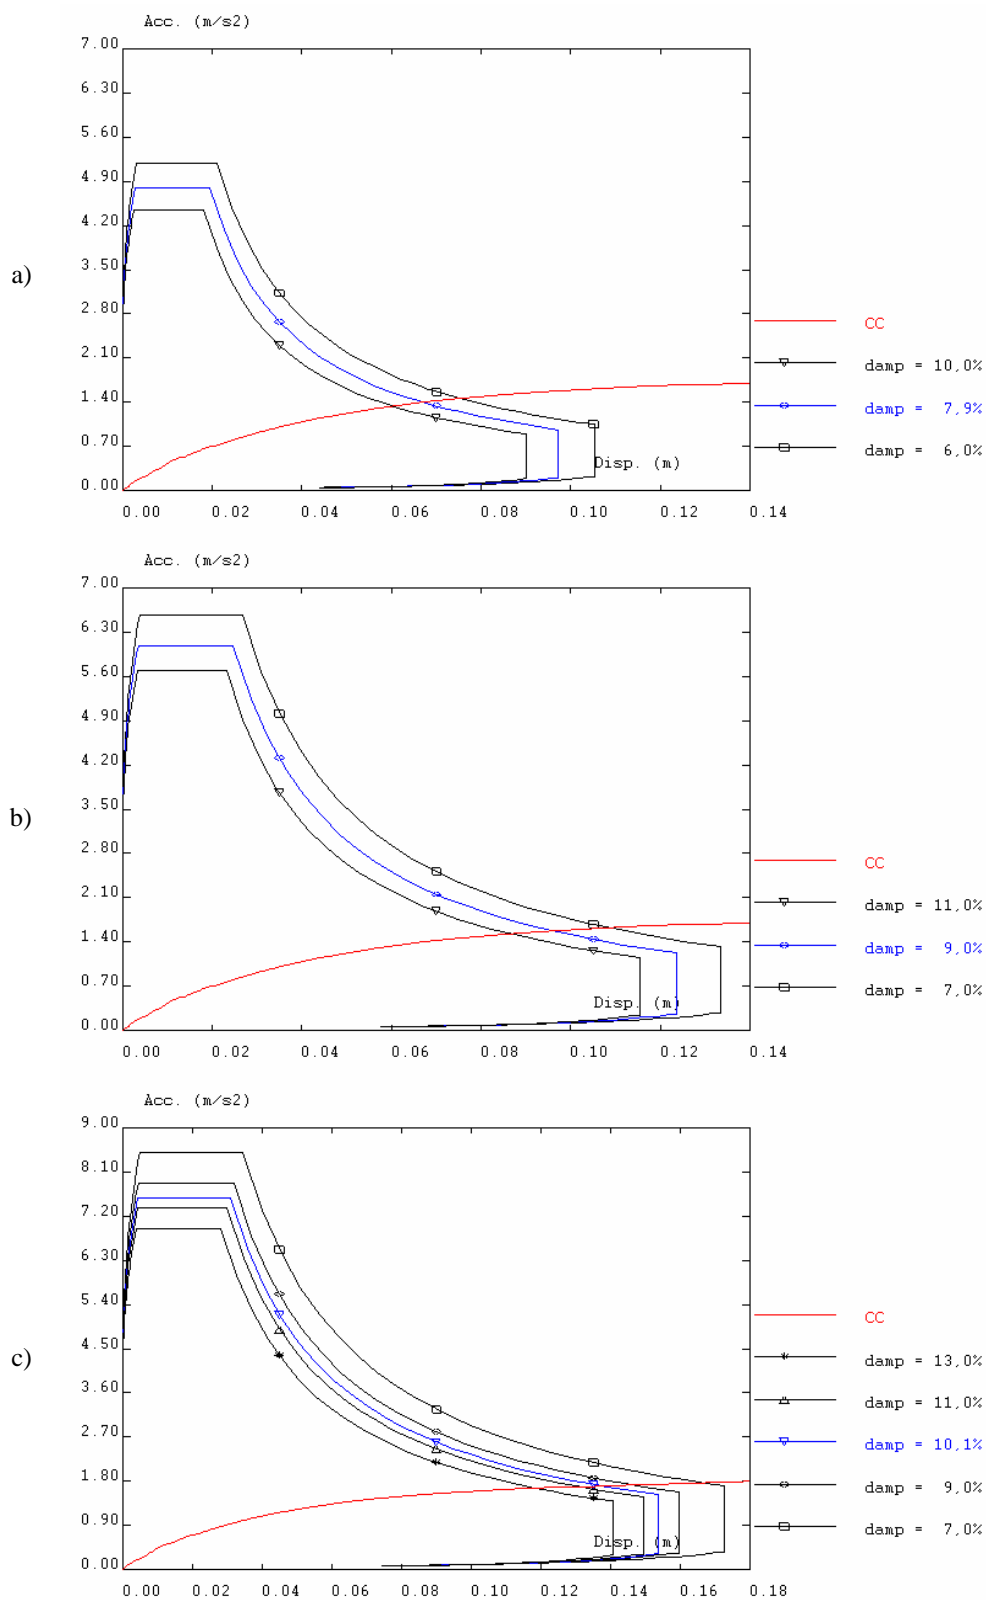 Acc. (m/s2)
7.00
6.30
5.60
4.90
4.20
a)
3.50
2.80
CC
2.10
damp = 10,0%
1.40
damp = 7,9%
0.70
damp = 6,0%
Disp. (m)
0.00
0.00 0.02 0.04 0.06 0.08 0.10 0.12 0.14
Acc. (m/s2)
7.00
6.30
5.60
4.90
4.20
b)
3.50
2.80
CC
2.10
damp = 11,0%
1.40
damp = 9,0%
0.70
damp = 7,0%
Disp. (m)
0.00
0.00 0.02 0.04 0.06 0.08 0.10 0.12 0.14
Acc. (m/s2)
9.00
8.10
7.20
6.30
5.40
CC
4.50
c)
damp = 13,0%
3.60
damp = 11,0%
2.70
damp = 10,1%
1.80
damp = 9,0%
0.90
damp = 7,0%
Disp. (m)
0.00
0.00 0.02 0.04 0.06 0.08 0.10 0.12 0.14 0.16 0.18